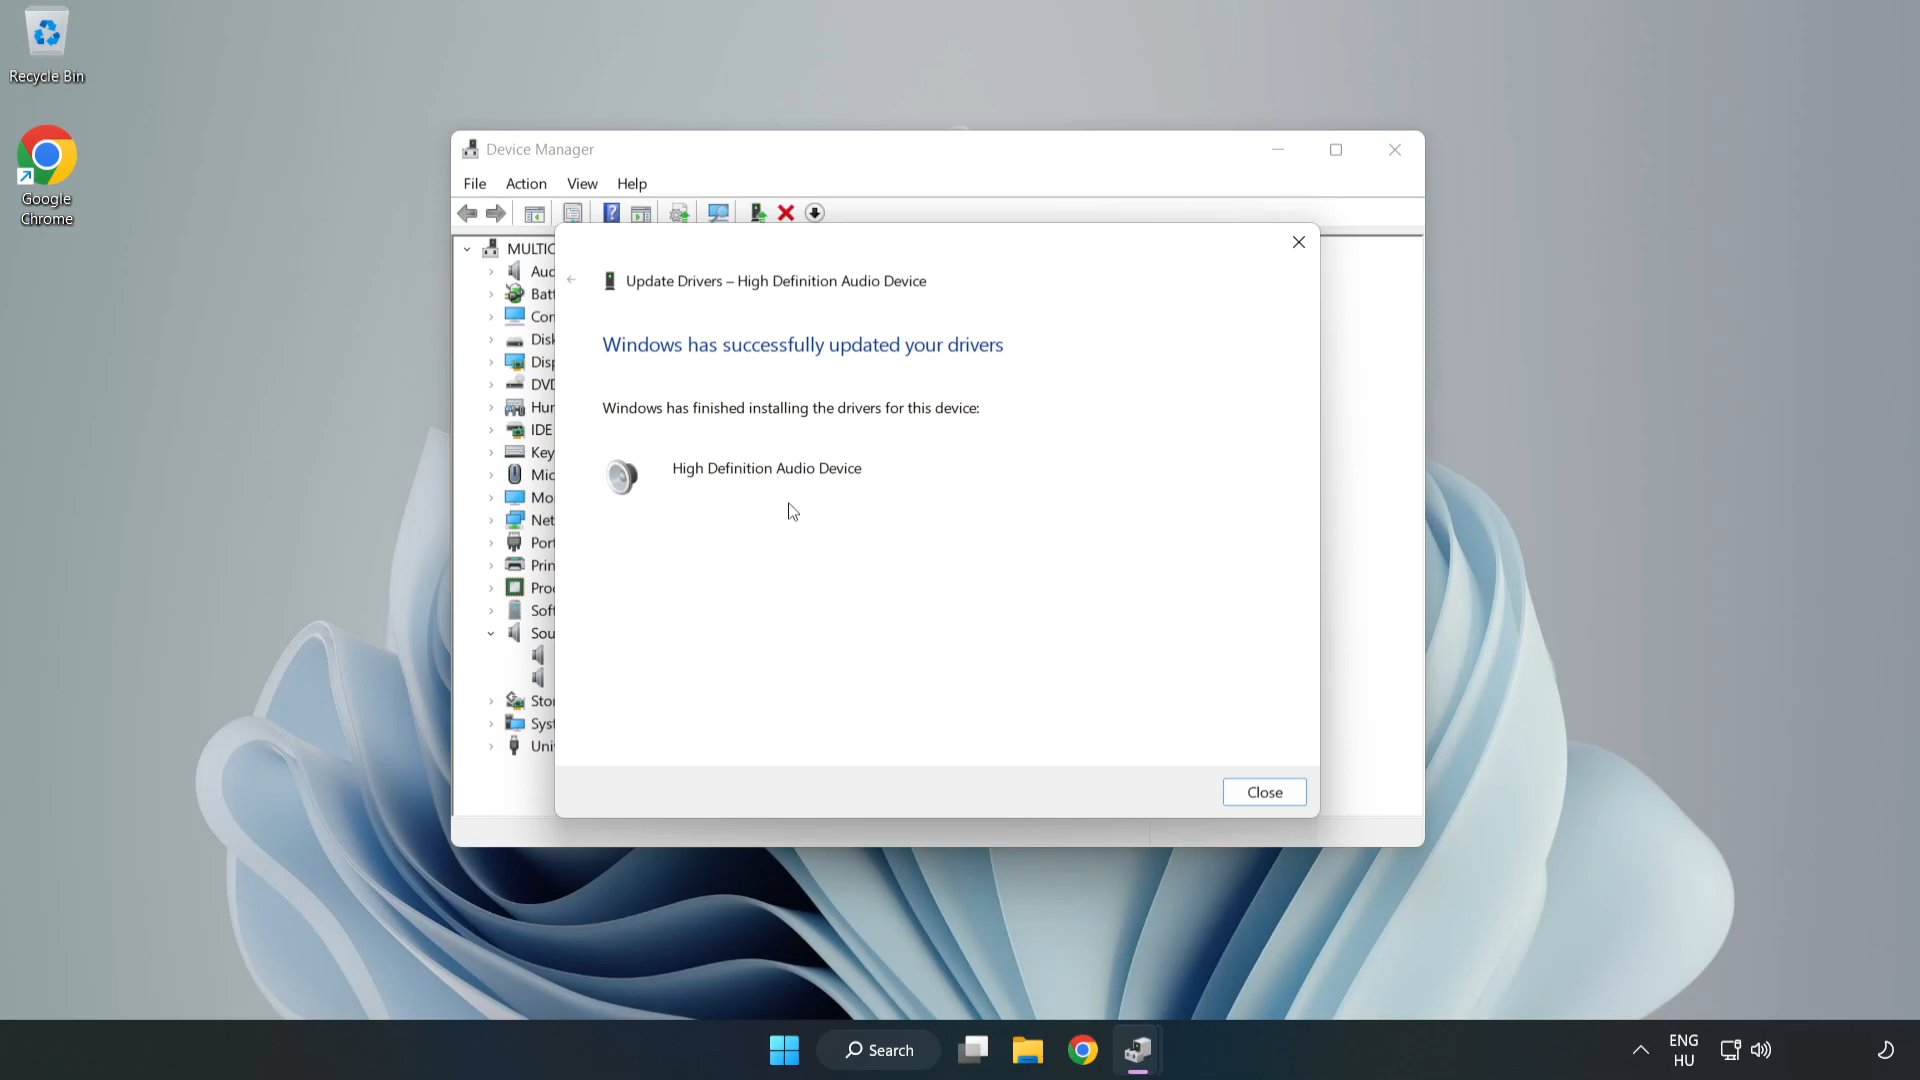 Recycle Bin
Google
Chrome
Device Manager
File Action View Help
MULTIC
Aud
Batt
Con
Disk
Disp
DVD
Hur
IDE
Key
Mic
Mor
Net
Port
Prin
Proc
Soft
Sou
Stor
Syst
Univ
Update Drivers – High Definition Audio Device
Windows has successfully updated your drivers
Windows has finished installing the drivers for this device:
High Definition Audio Device
Close
Search
ENG
HU